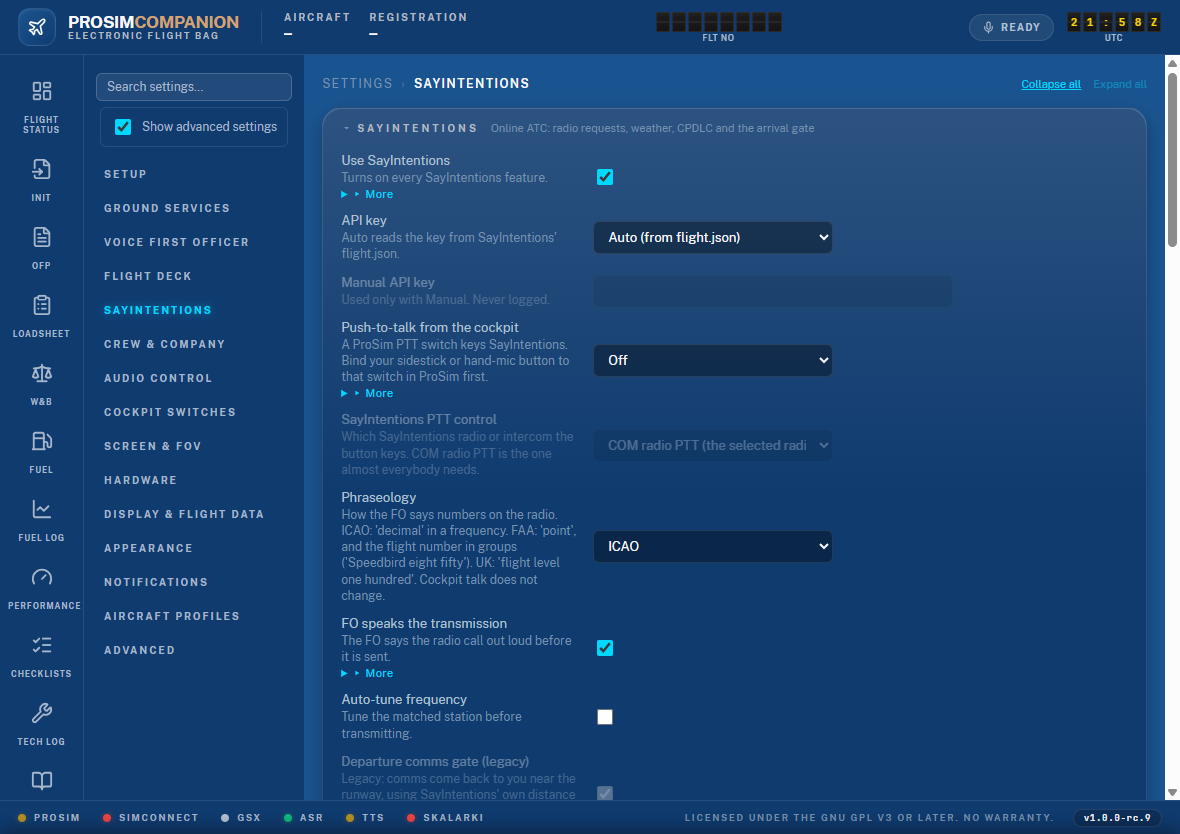 PROSIMCOMPANION
ELECTRONIC FLIGHT BAG
AIRCRAFT
–
REGISTRATION
–
FLT NO
READY
21:58Z
UTC
FLIGHT
STATUS
INIT
OFP
LOADSHEET
W&B
FUEL
FUEL LOG
PERFORMANCE
CHECKLISTS
TECH LOG
Search settings...
Show advanced settings
SETUP
GROUND SERVICES
VOICE FIRST OFFICER
FLIGHT DECK
SAYINTENTIONS
CREW & COMPANY
AUDIO CONTROL
COCKPIT SWITCHES
SCREEN & FOV
HARDWARE
DISPLAY & FLIGHT DATA
APPEARANCE
NOTIFICATIONS
AIRCRAFT PROFILES
ADVANCED
SETTINGS › SAYINTENTIONS
Collapse all Expand all
SAYINTENTIONS Online ATC: radio requests, weather, CPDLC and the arrival gate
Use SayIntentions
Turns on every SayIntentions feature.
More
API key
Auto reads the key from SayIntentions'
flight.json.
Auto (from flight.json)
Manual API key
Used only with Manual. Never logged.
Push-to-talk from the cockpit
A ProSim PTT switch keys SayIntentions.
Bind your sidestick or hand-mic button to
that switch in ProSim first.
More
Off
SayIntentions PTT control
Which SayIntentions radio or intercom the
button keys. COM radio PTT is the one
almost everybody needs.
COM radio PTT (the selected radi
Phraseology
How the FO says numbers on the radio.
ICAO: 'decimal' in a frequency. FAA: 'point',
and the flight number in groups
('Speedbird eight fifty'). UK: 'flight level
one hundred'. Cockpit talk does not
change.
ICAO
FO speaks the transmission
The FO says the radio call out loud before
it is sent.
More
Auto-tune frequency
Tune the matched station before
transmitting.
Departure comms gate (legacy)
Legacy: comms come back to you near the
runway, using SayIntentions' own distance
PROSIM
SIMCONNECT
GSX
ASR
TTS
SKALARKI
LICENSED UNDER THE GNU GPL V3 OR LATER. NO WARRANTY.
v1.0.0-rc.9